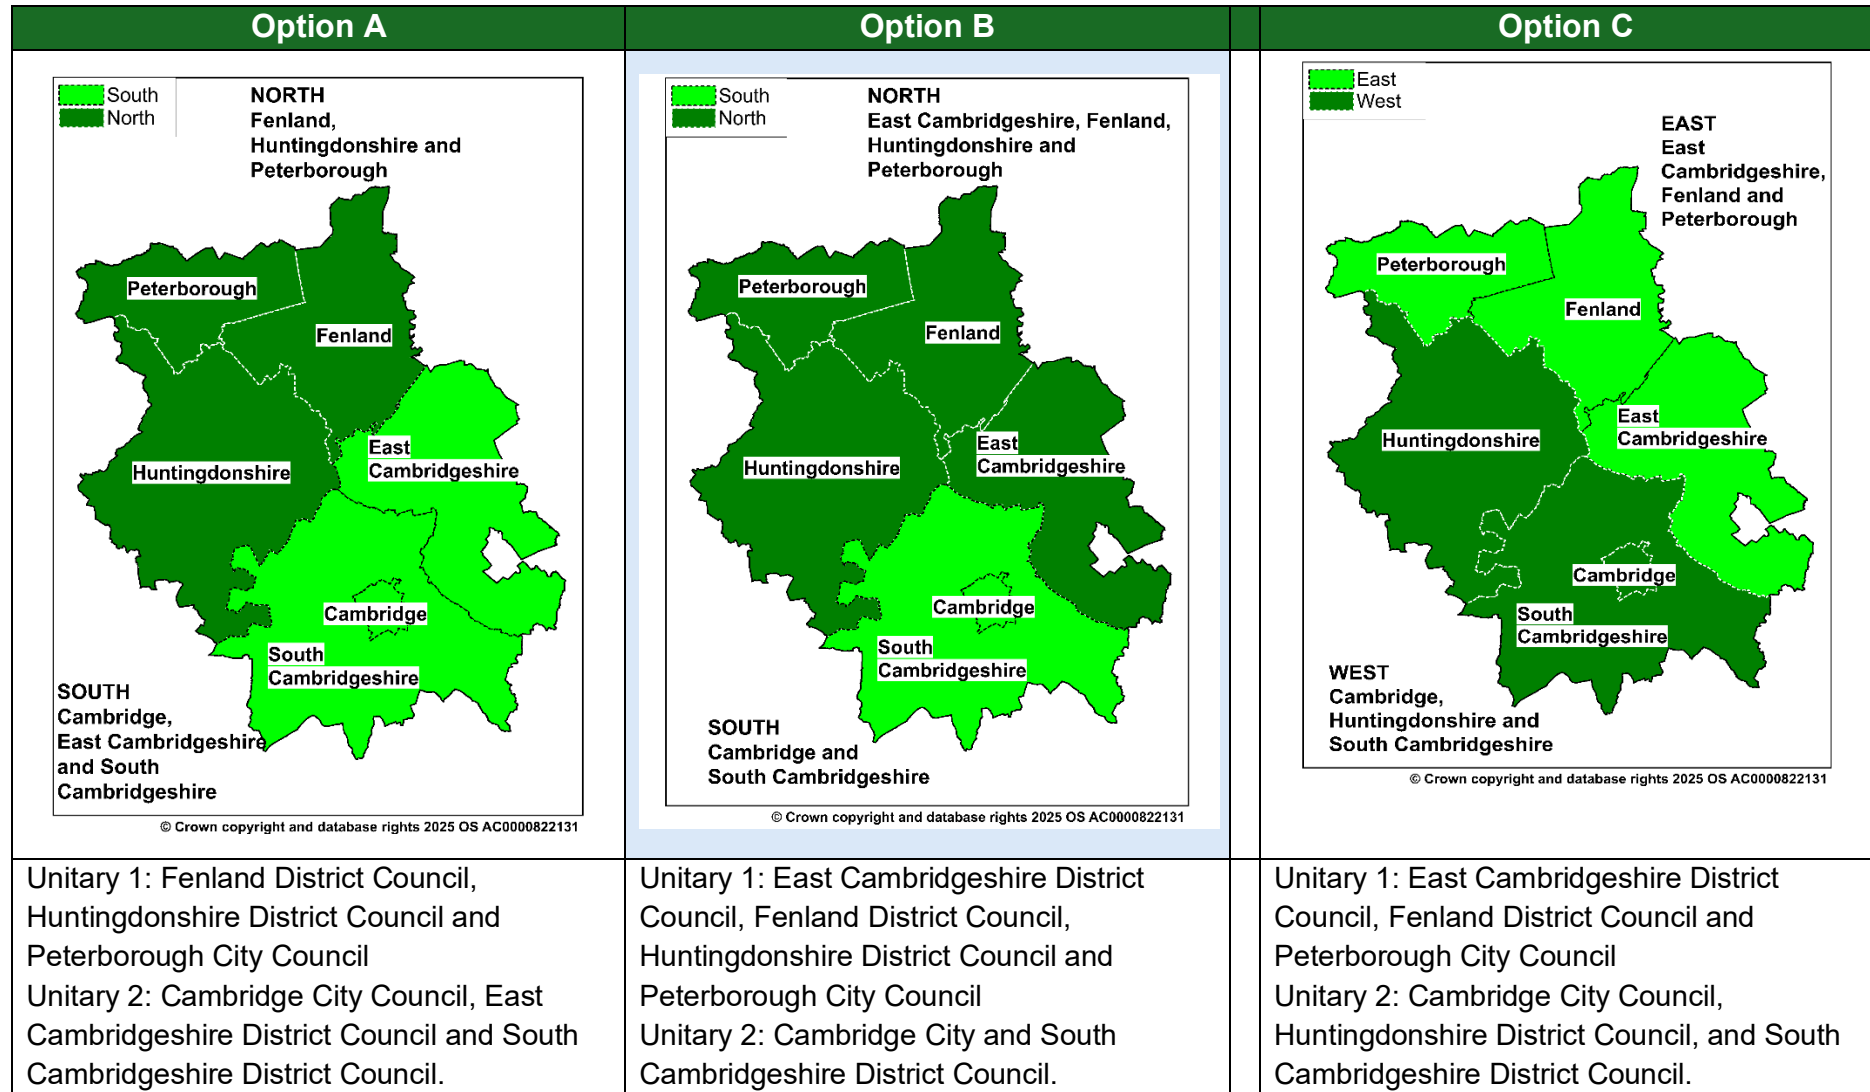 Option A
South
North
NORTH
Fenland,
Huntingdonshire and
Peterborough
Peterborough
Fenland
East
Cambridgeshire
Huntingdonshire
Cambridge
South
Cambridgeshire
SOUTH
Cambridge,
East Cambridgeshire
and South
Cambridgeshire
© Crown copyright and database rights 2025 OS AC0000822131
Unitary 1: Fenland District Council,
Huntingdonshire District Council and
Peterborough City Council
Unitary 2: Cambridge City Council, East
Cambridgeshire District Council and South
Cambridgeshire District Council.
Option B
South
North
NORTH
East Cambridgeshire, Fenland,
Huntingdonshire and
Peterborough
Peterborough
Fenland
East
Cambridgeshire
Huntingdonshire
Cambridge
South
Cambridgeshire
SOUTH
Cambridge and
South Cambridgeshire
© Crown copyright and database rights 2025 OS AC0000822131
Unitary 1: East Cambridgeshire District
Council, Fenland District Council,
Huntingdonshire District Council and
Peterborough City Council
Unitary 2: Cambridge City and South
Cambridgeshire District Council.
Option C
East
West
EAST
East
Cambridgeshire,
Fenland and
Peterborough
Peterborough
Fenland
East
Cambridgeshire
Huntingdonshire
Cambridge
South
Cambridgeshire
WEST
Cambridge,
Huntingdonshire and
South Cambridgeshire
© Crown copyright and database rights 2025 OS AC0000822131
Unitary 1: East Cambridgeshire District
Council, Fenland District Council and
Peterborough City Council
Unitary 2: Cambridge City Council,
Huntingdonshire District Council, and South
Cambridgeshire District Council.